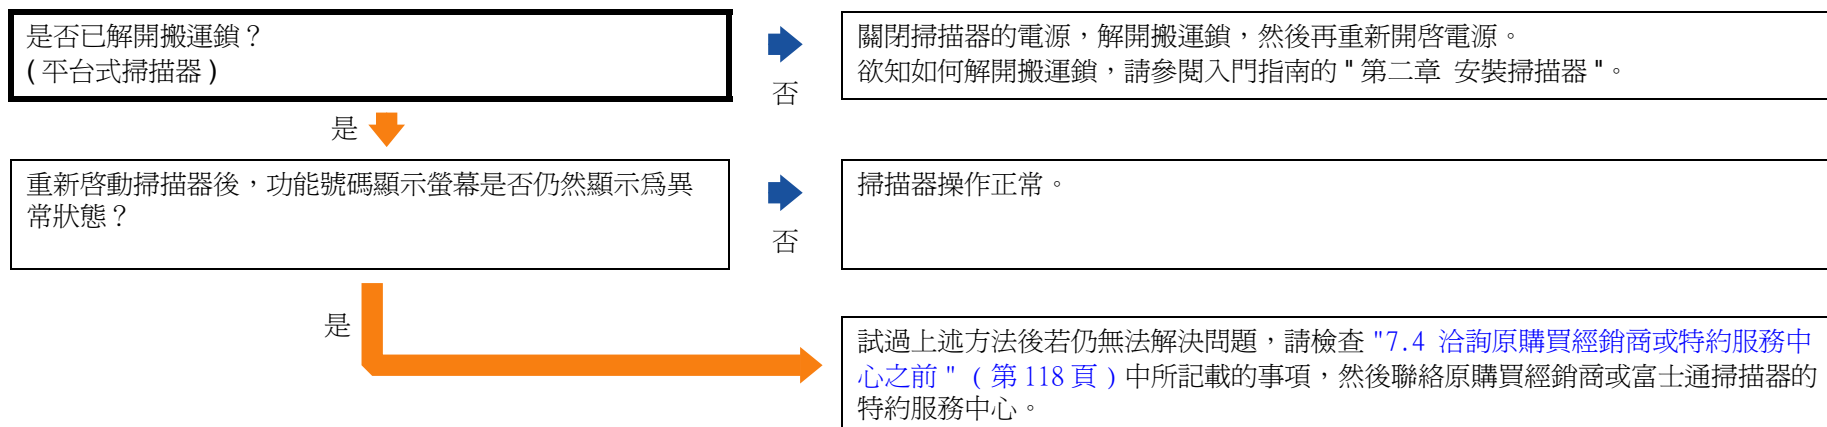 是否已解開搬運鎖？
( 平台式掃描器 )
否
關閉掃描器的電源，解開搬運鎖，然後再重新開啓電源。
欲知如何解開搬運鎖，請參閱入門指南的 " 第二章 安裝掃描器 "。
是
重新啓動掃描器後，功能號碼顯示螢幕是否仍然顯示爲異
常狀態？
否
掃描器操作正常。
是
試過上述方法後若仍無法解決問題，請檢查 "7.4 洽詢原購買經銷商或特約服務中
心之前 " ( 第 118 頁 ) 中所記載的事項，然後聯絡原購買經銷商或富士通掃描器的
特約服務中心。